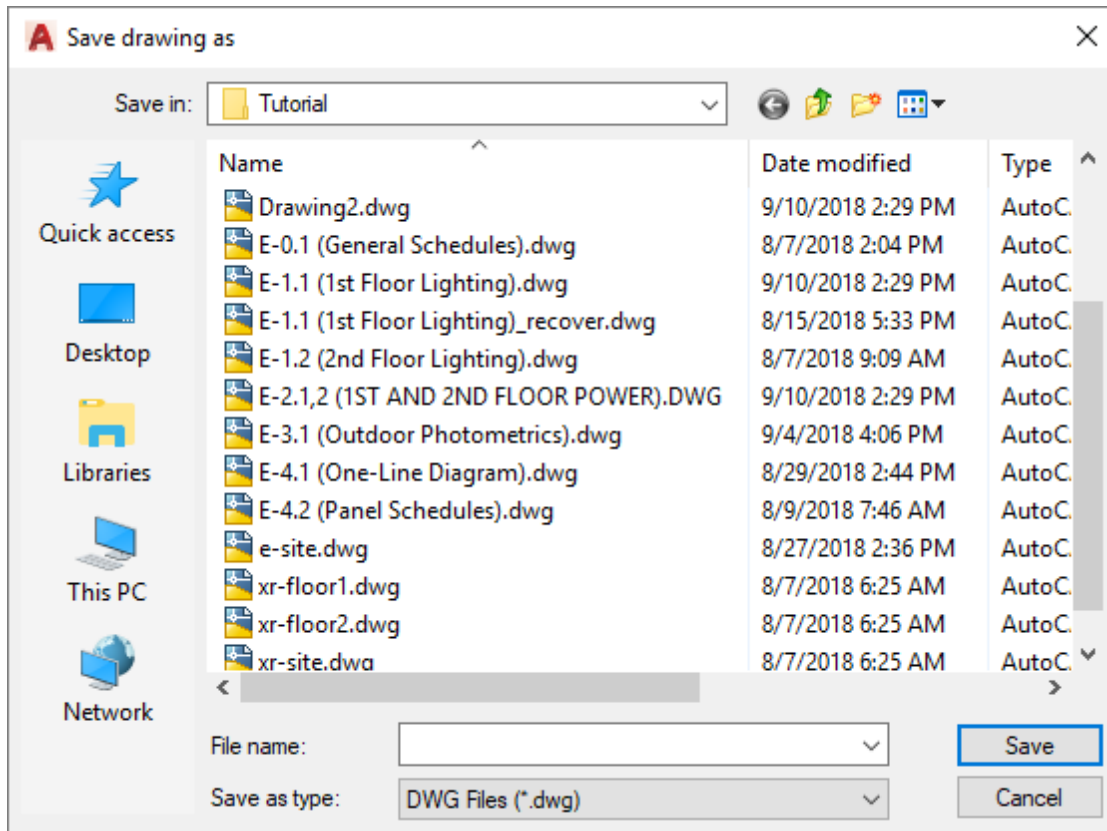 Save drawing as
Save in: Tutorial
Name Date modified Type
Drawing2.dwg 9/10/2018 2:29 PM AutoC.
E-0.1 (General Schedules).dwg 8/7/2018 2:04 PM AutoC.
E-1.1 (1st Floor Lighting).dwg 9/10/2018 2:29 PM AutoC.
E-1.1 (1st Floor Lighting)_recover.dwg 8/15/2018 5:33 PM AutoC.
E-1.2 (2nd Floor Lighting).dwg 8/7/2018 9:09 AM AutoC.
E-2.1,2 (1ST AND 2ND FLOOR POWER).DWG 9/10/2018 2:29 PM AutoC.
E-3.1 (Outdoor Photometrics).dwg 9/4/2018 4:06 PM AutoC.
E-4.1 (One-Line Diagram).dwg 8/29/2018 2:44 PM AutoC.
E-4.2 (Panel Schedules).dwg 8/9/2018 7:46 AM AutoC.
e-site.dwg 8/27/2018 2:36 PM AutoC.
xr-floor1.dwg 8/7/2018 6:25 AM AutoC.
xr-floor2.dwg 8/7/2018 6:25 AM AutoC.
xr-site.dwg 8/7/2018 6:25 AM AutoC.
Quick access
Desktop
Libraries
This PC
Network
File name: Save
Save as type: DWG Files (*.dwg) Cancel